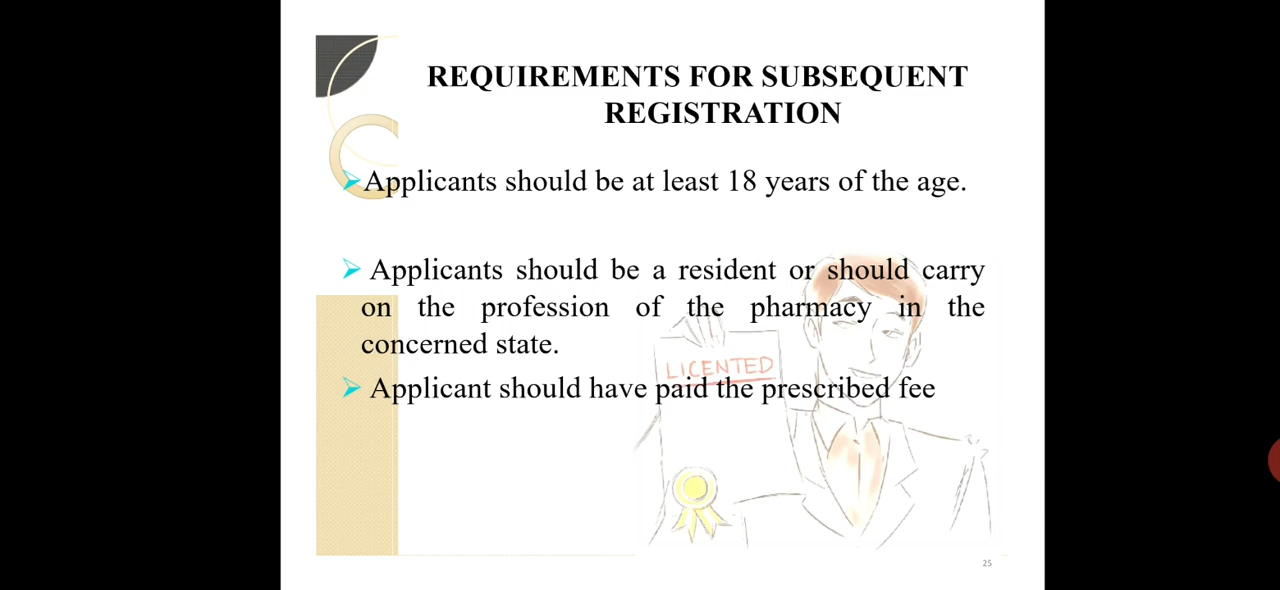 REQUIREMENTS FOR SUBSEQUENT
REGISTRATION
Applicants should be at least 18 years of the age.
Applicants should be a resident or should carry
on the profession of the pharmacy in the
concerned state.
LICENTED
Applicant should have paid the prescribed fee
25